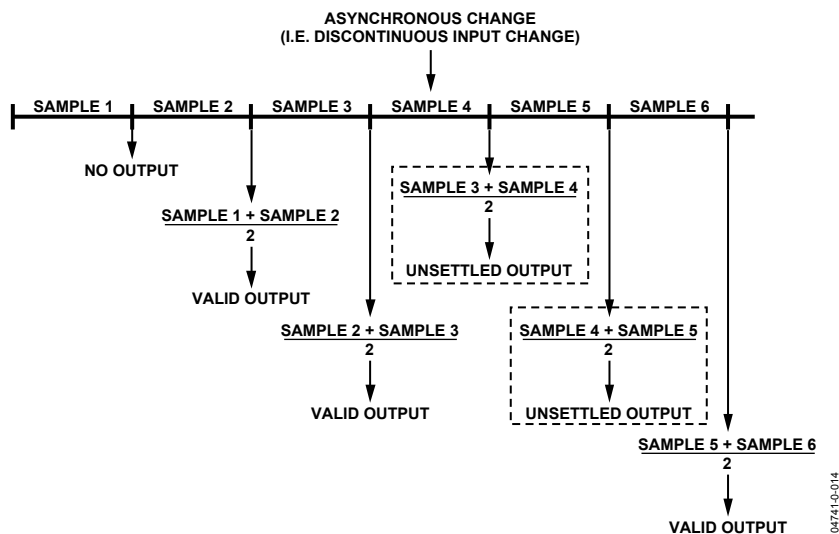 ASYNCHRONOUS CHANGE
(I.E. DISCONTINUOUS INPUT CHANGE)
SAMPLE 1 SAMPLE 2 SAMPLE 3 SAMPLE 4 SAMPLE 5 SAMPLE 6
NO OUTPUT
SAMPLE 1 + SAMPLE 2
2
VALID OUTPUT
SAMPLE 3 + SAMPLE 4
2
UNSETTLED OUTPUT
SAMPLE 2 + SAMPLE 3
2
VALID OUTPUT
SAMPLE 4 + SAMPLE 5
2
UNSETTLED OUTPUT
SAMPLE 5 + SAMPLE 6
2
VALID OUTPUT
04741-0-014